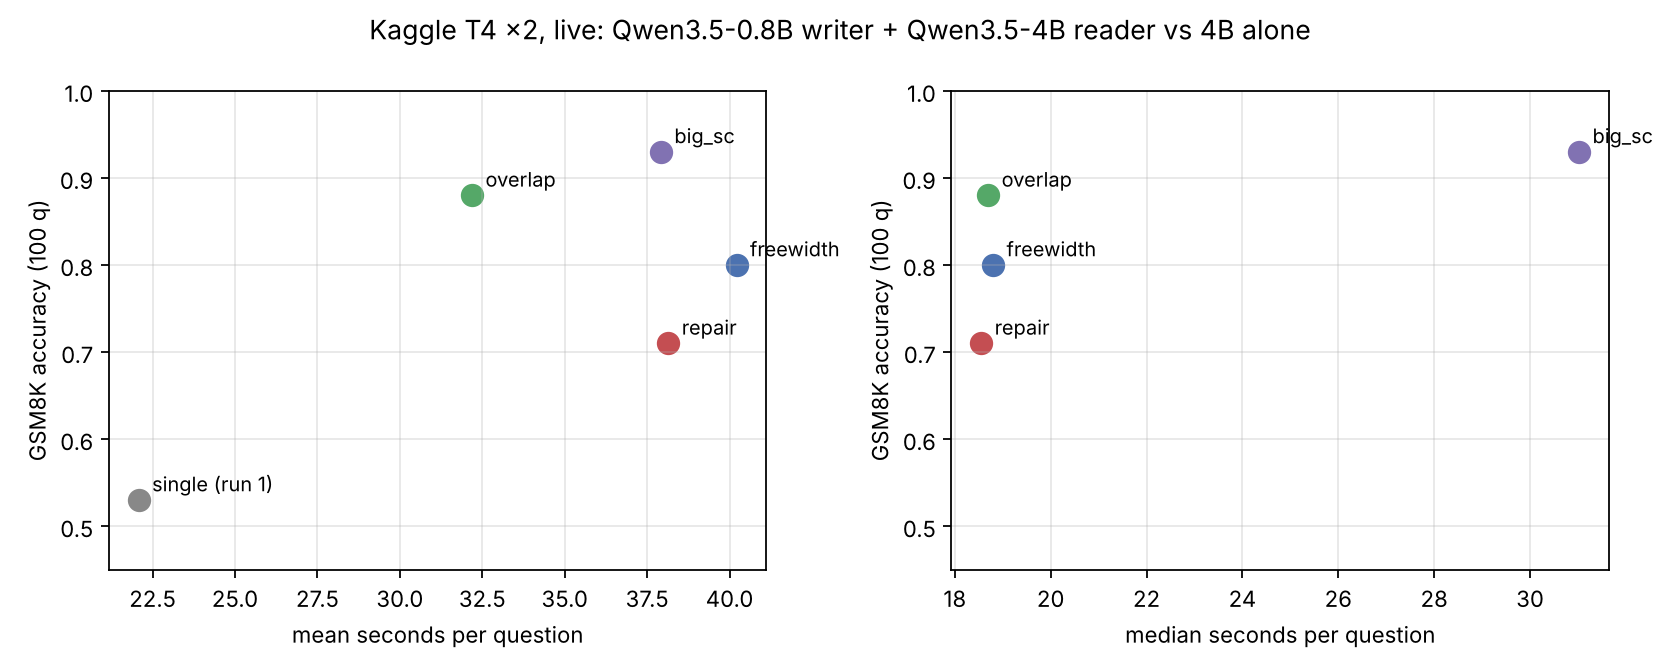 Kaggle T4 ×2, live: Qwen3.5-0.8B writer + Qwen3.5-4B reader vs 4B alone
GSM8K accuracy (100 q)
1.0
0.9
0.8
0.7
0.6
0.5
big_sc
overlap
freewidth
repair
single (run 1)
22.5 25.0 27.5 30.0 32.5 35.0 37.5 40.0
mean seconds per question
GSM8K accuracy (100 q)
1.0
0.9
0.8
0.7
0.6
0.5
big_sc
overlap
freewidth
repair
18 20 22 24 26 28 30
median seconds per question